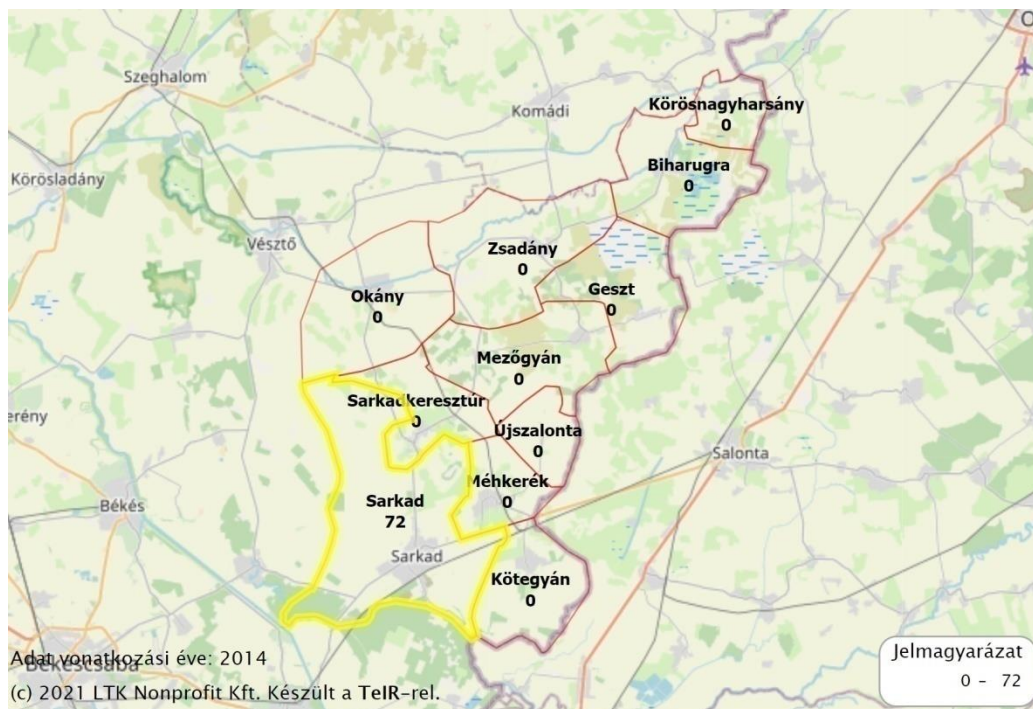 O
Szeghalom
Komádi
Körösnagyharsány
0
Körösladány
Biharugra
0
Vésztő
Zsadány
0
Okány
0
Geszt
0
Mezőgyán
0
Sarkadkeresztúr
0
Újszalonta
0
erény
Salonta
Méhkerék
0
Békés
Sarkad
72
Sarkad
Kötegyán
0
Békéscsaba
Adat vonatkozási éve: 2014
(c) 2021 LTK Nonprofit Kft. Készült a TeIR-rel.
Jelmagyarázat
0 - 72